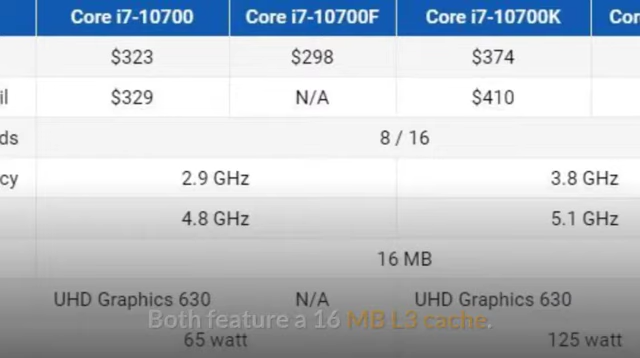 Core i7-10700 Core i7-10700F Core i7-10700K Cor
$323 $298 $374
il $329 N/A $410
ds 8 / 16
cy 2.9 GHz 3.8 GHz
4.8 GHz 5.1 GHz
16 MB
UHD Graphics 630 N/A UHD Graphics 630
Both feature a 16 MB L3 cache.
65 watt 125 watt